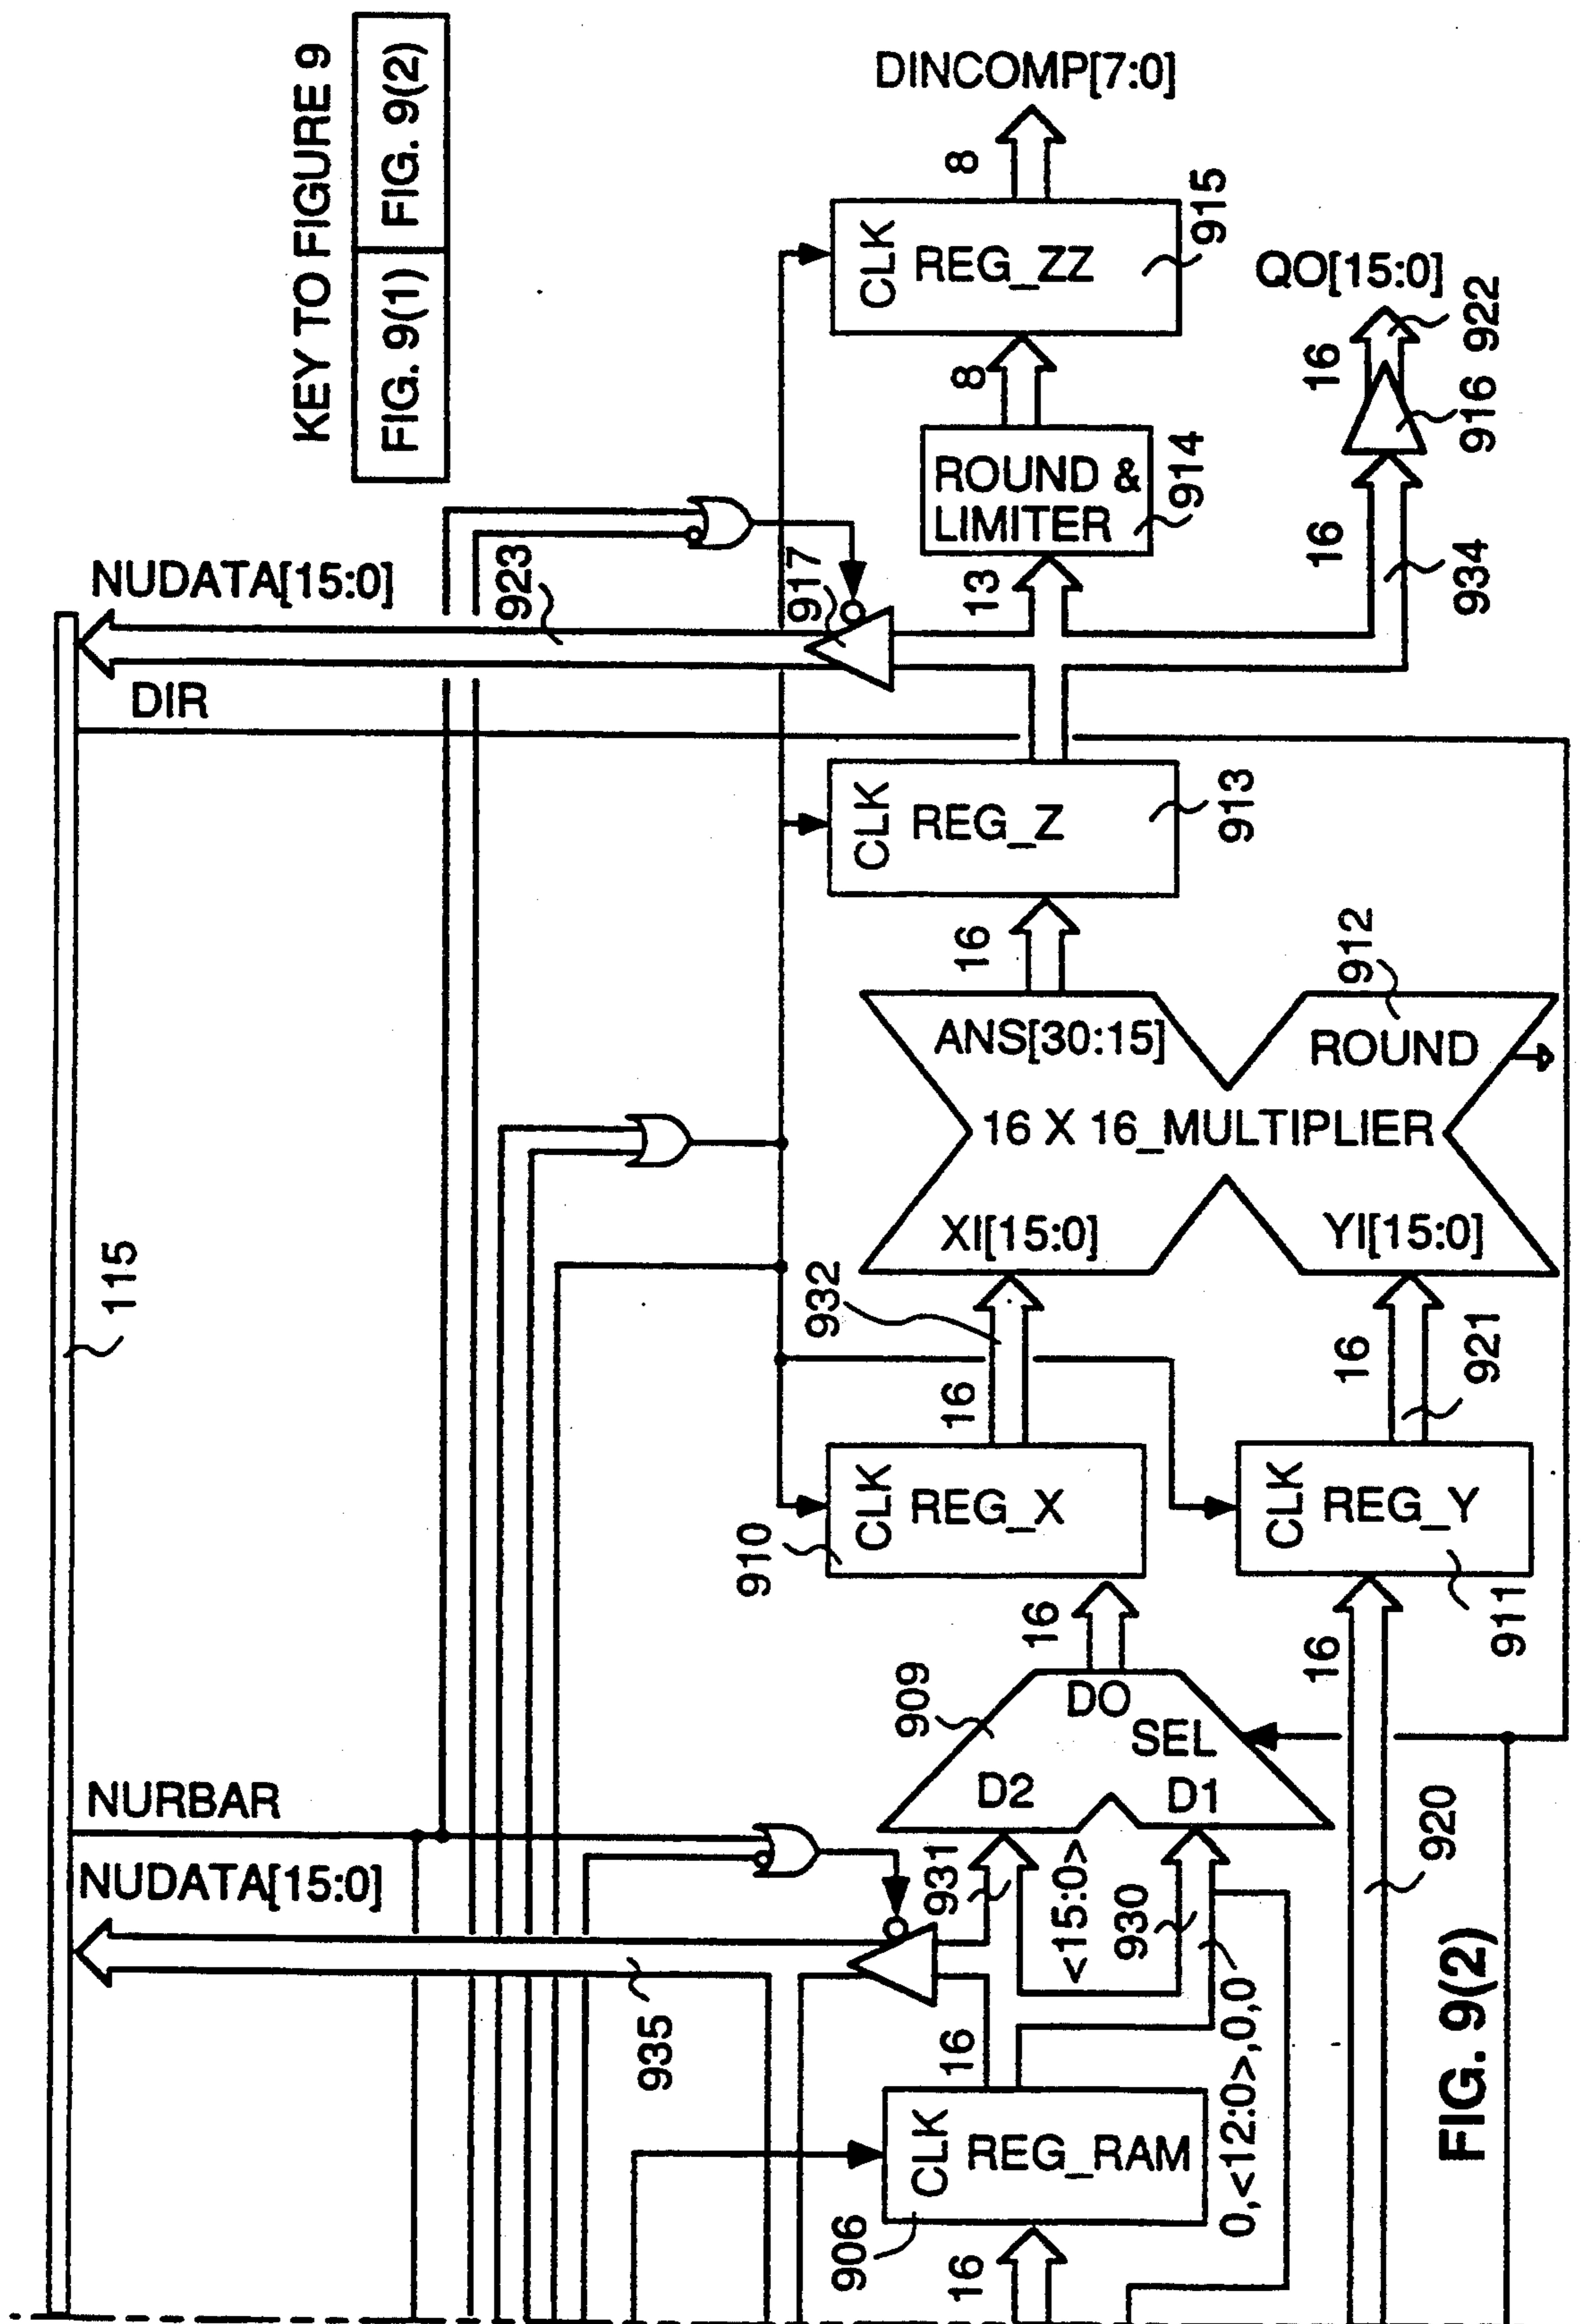 KEY TO FIGURE 9
FIG. 9(1) FIG. 9(2)
DINCOMP[7:0]
8
CLK
REG_ZZ
915
QO[15:0]
8
16
922
916
ROUND &
LIMITER
914
NUDATA[15:0]
923
917
13
16
934
DIR
CLK
REG_Z
913
16
912
ANS[30:15]
ROUND
16 X 16_MULTIPLIER
XI[15:0]
YI[15:0]
115
932
16
16
921
CLK
REG_X
910
CLK
REG_Y
911
16
16
909
DO
SEL
D2
D1
NURBAR
NUDATA[15:0]
931
<15:0>
930
920
935
16
0,<12:0>,0,0
CLK
REG_RAM
906
16
FIG. 9(2)